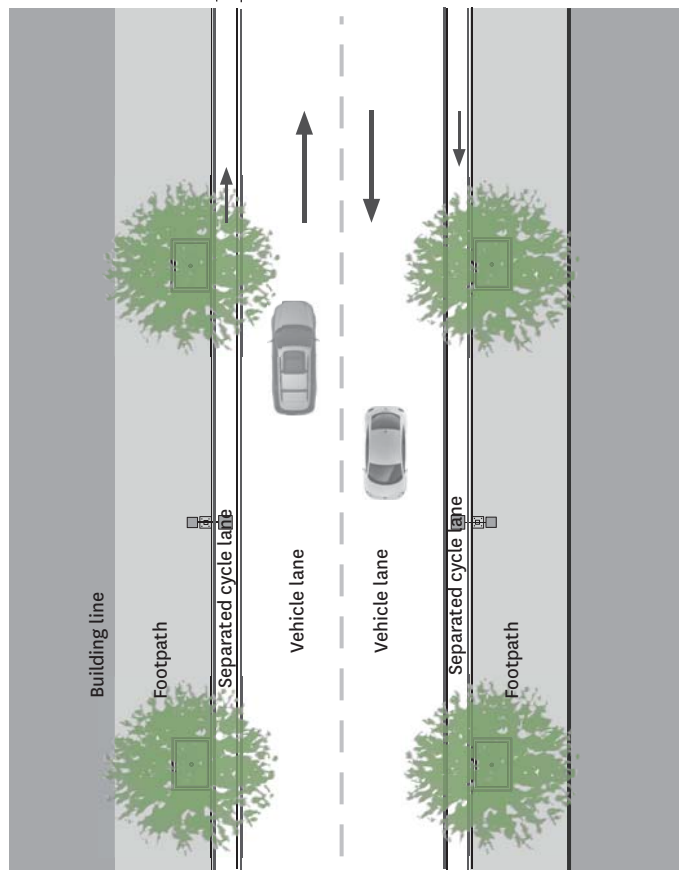 Building line
Footpath
Separated cycle lane
Vehicle lane
Vehicle lane
Separated cycle lane
Footpath